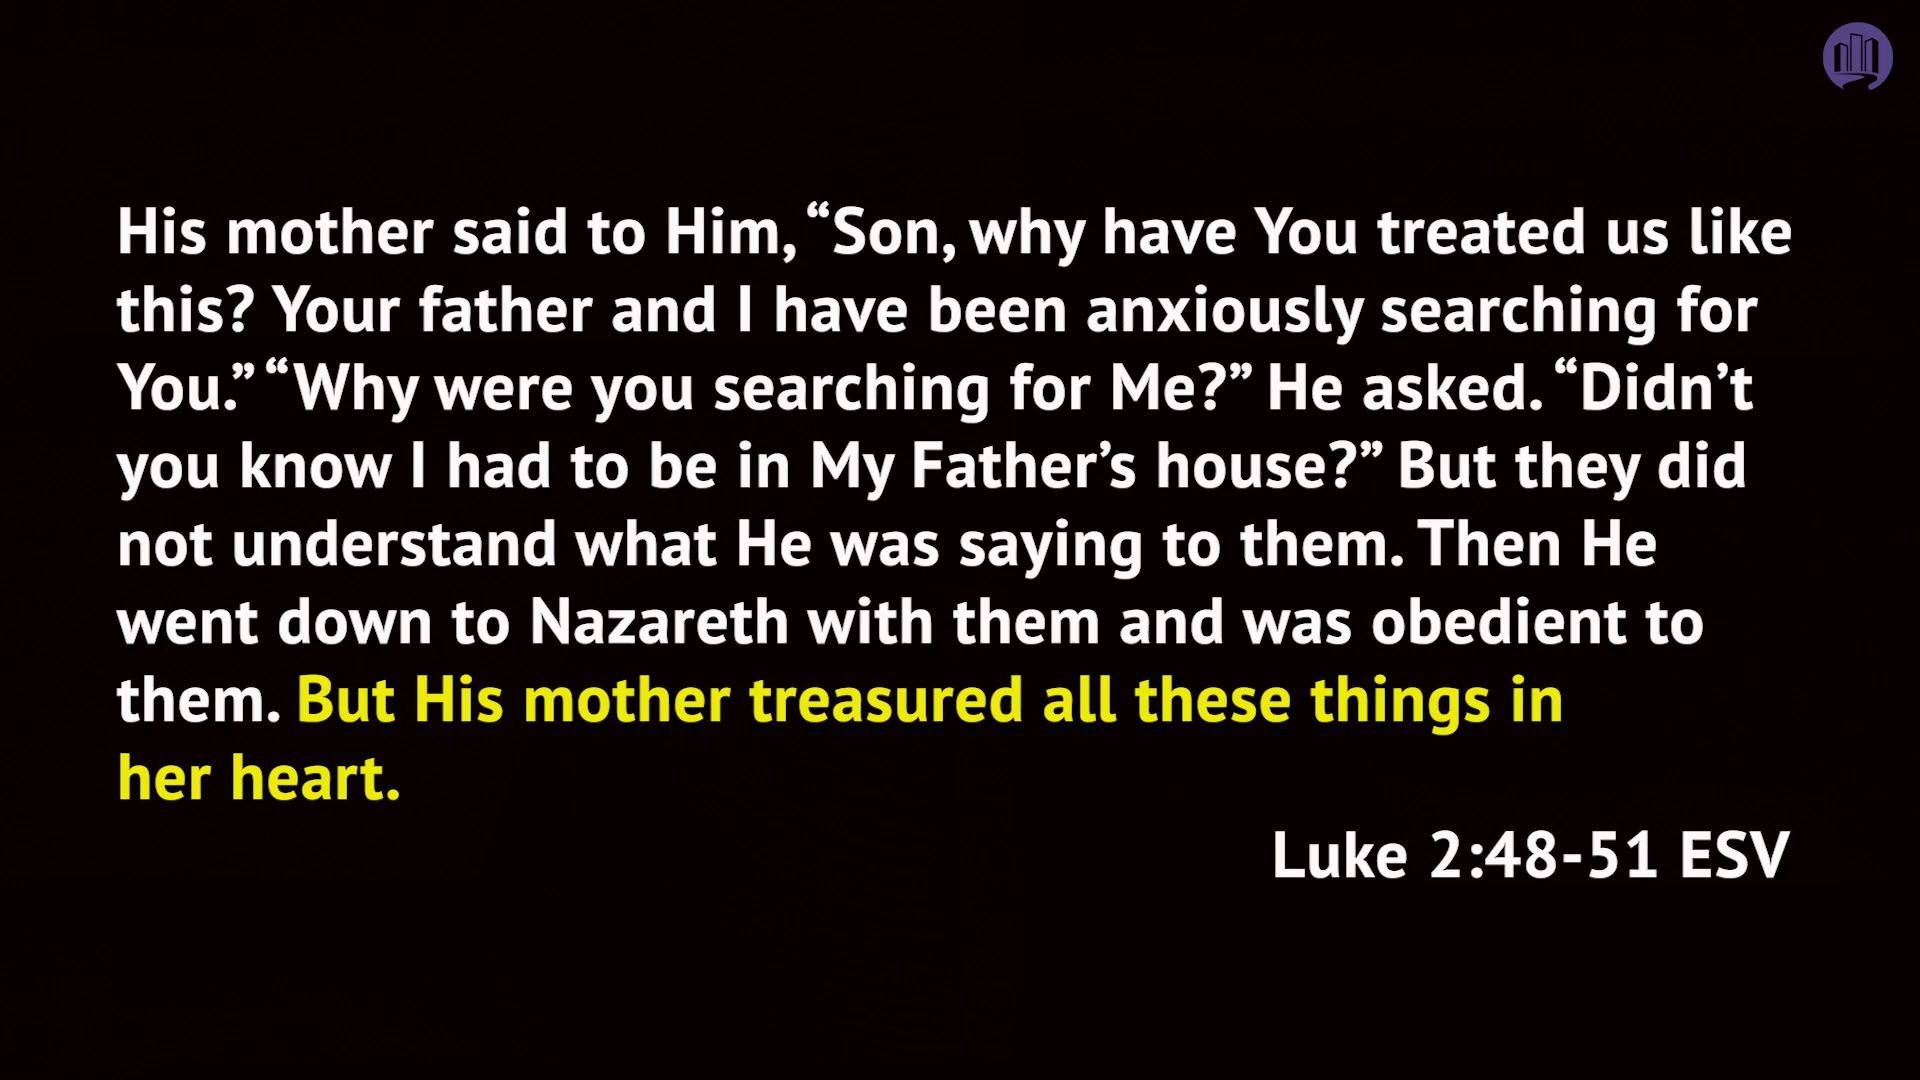 His mother said to Him, “Son, why have You treated us like
this? Your father and I have been anxiously searching for
You.” “Why were you searching for Me?” He asked. “Didn’t
you know I had to be in My Father’s house?” But they did
not understand what He was saying to them. Then He
went down to Nazareth with them and was obedient to
them. But His mother treasured all these things in
her heart.
Luke 2:48-51 ESV